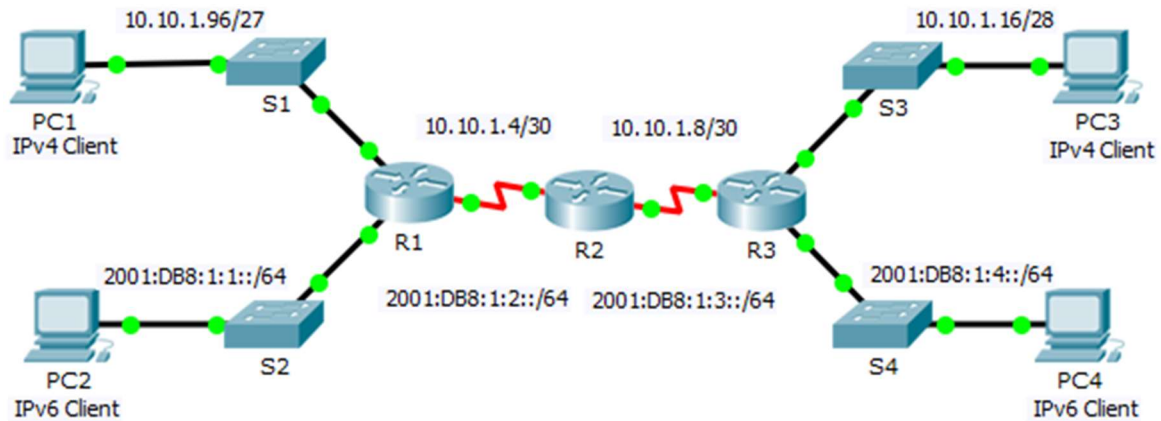 10.10.1.96/27
10.10.1.16/28
S1
S3
PC1
IPv4 Client
PC3
IPv4 Client
10.10.1.4/30
10.10.1.8/30
R1
R2
R3
2001:DB8:1:1::/64
2001:DB8:1:4::/64
2001:DB8:1:2::/64
2001:DB8:1:3::/64
S2
S4
PC2
IPv6 Client
PC4
IPv6 Client